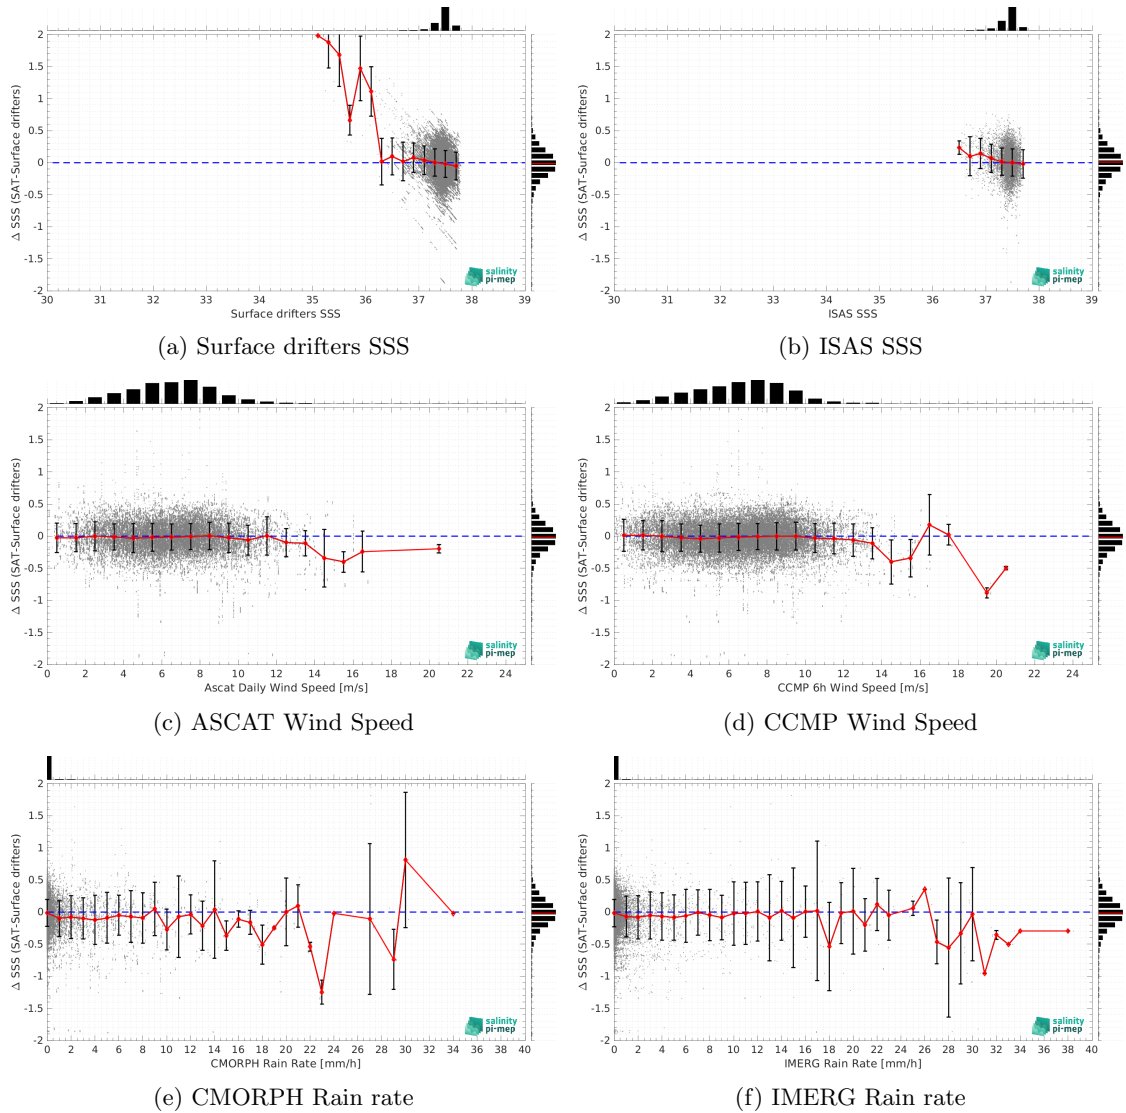 2
1.5
1
0.5
0
-0.5
-1
-1.5
-2
Δ SSS (SAT-Surface drifters)
30 31 32 33 34 35 36 37 38 39
Surface drifters SSS
salinity
pi-mep
(a) Surface drifters SSS
2
1.5
1
0.5
0
-0.5
-1
-1.5
-2
Δ SSS (SAT-Surface drifters)
30 31 32 33 34 35 36 37 38 39
ISAS SSS
salinity
pi-mep
(b) ISAS SSS
2
1.5
1
0.5
0
-0.5
-1
-1.5
-2
Δ SSS (SAT-Surface drifters)
0 2 4 6 8 10 12 14 16 18 20 22 24
Ascat Daily Wind Speed [m/s]
salinity
pi-mep
(c) ASCAT Wind Speed
2
1.5
1
0.5
0
-0.5
-1
-1.5
-2
Δ SSS (SAT-Surface drifters)
0 2 4 6 8 10 12 14 16 18 20 22 24
CCMP 6h Wind Speed [m/s]
salinity
pi-mep
(d) CCMP Wind Speed
2
1.5
1
0.5
0
-0.5
-1
-1.5
-2
Δ SSS (SAT-Surface drifters)
0 2 4 6 8 10 12 14 16 18 20 22 24 26 28 30 32 34 36 38 40
CMORPH Rain Rate [mm/h]
salinity
pi-mep
(e) CMORPH Rain rate
2
1.5
1
0.5
0
-0.5
-1
-1.5
-2
Δ SSS (SAT-Surface drifters)
0 2 4 6 8 10 12 14 16 18 20 22 24 26 28 30 32 34 36 38 40
IMERG Rain Rate [mm/h]
salinity
pi-mep
(f) IMERG Rain rate